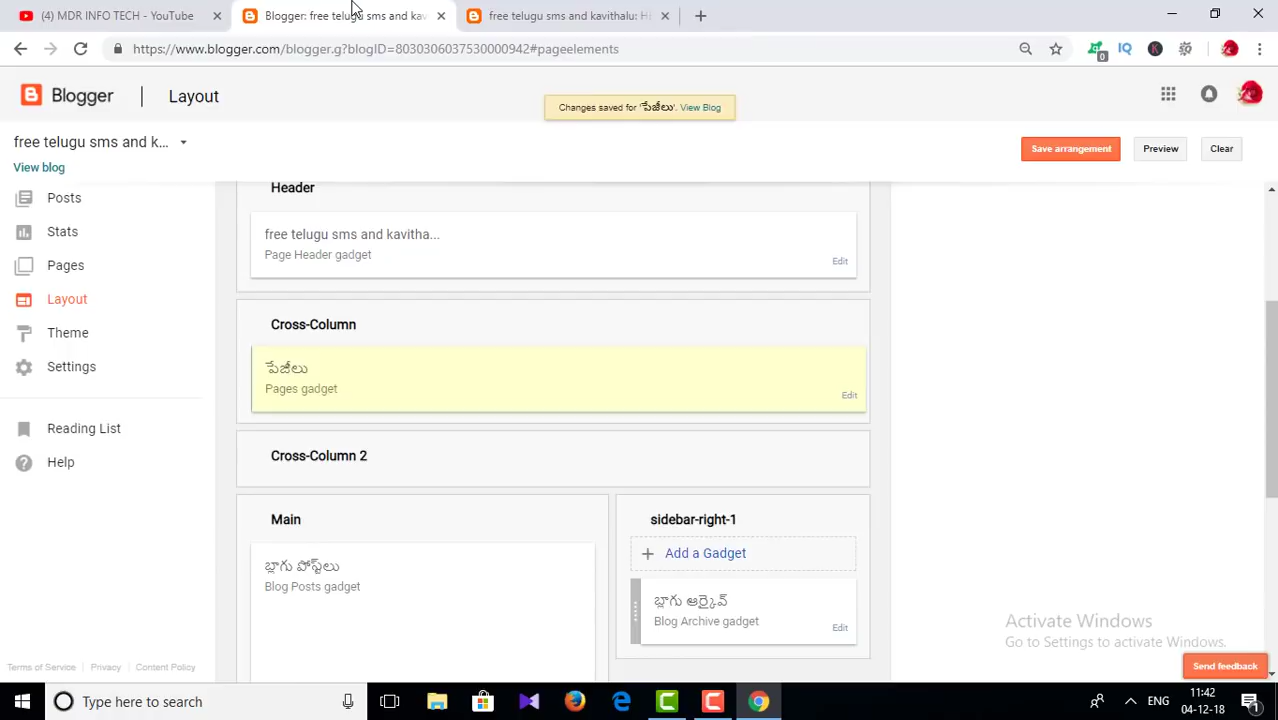 (4) MDR INFO TECH - YouTube
Blogger: free telugu sms and kav
free telugu sms and kavithalu: H
https://www.blogger.com/blogger.g?blogID=8030306037530000942#pageelements
0
IQ
K
Blogger
Layout
Changes saved for 'పేజీలు'. View Blog
free telugu sms and k...
View blog
Save arrangement
Preview
Clear
Posts
Stats
Pages
Layout
Theme
Settings
Reading List
Help
Header
free telugu sms and kavitha...
Page Header gadget
Edit
Cross-Column
పేజీలు
Pages gadget
Edit
Cross-Column 2
Main
బ్లాగు పోస్ట్‌లు
Blog Posts gadget
sidebar-right-1
+ Add a Gadget
బ్లాగు ఆర్కైవ్
Blog Archive gadget
Edit
Activate Windows
Go to Settings to activate Windows.
Terms of Service
Privacy
Content Policy
Send feedback
Type here to search
ENG
11:42
04-12-18
1